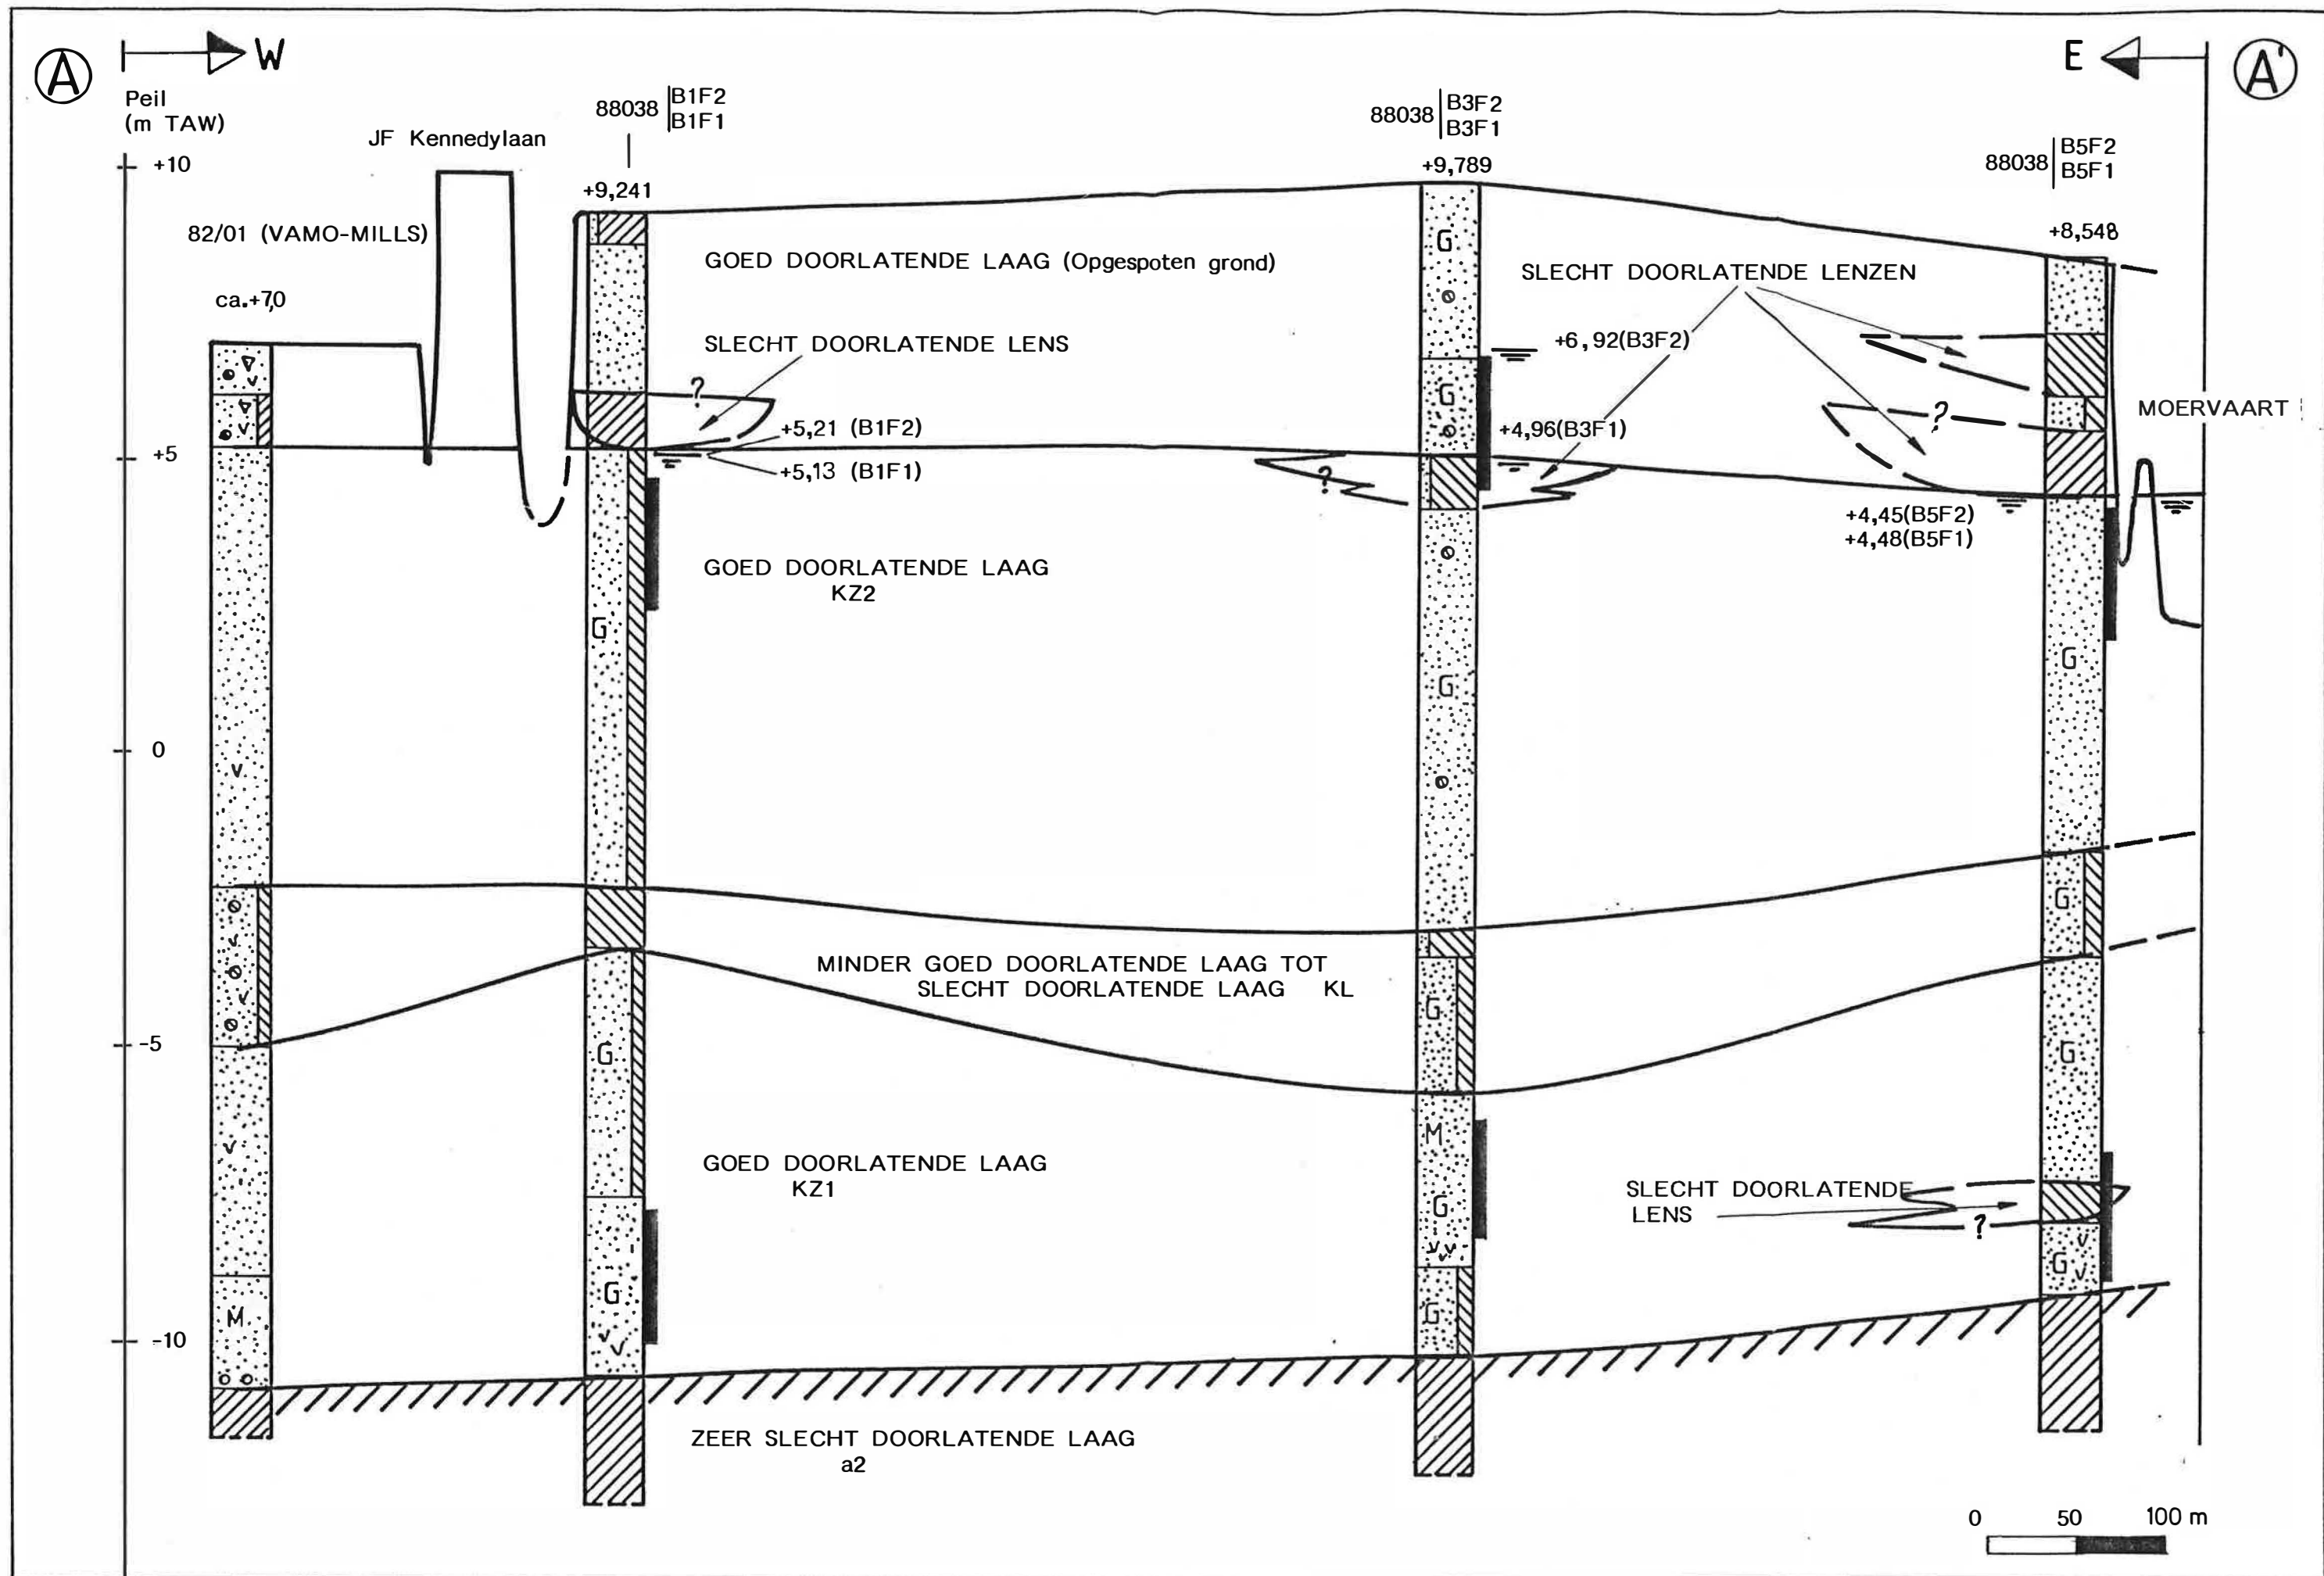 A
W
E
A'
Peil
(m TAW)
JF Kennedylaan
88038 B1F2
B1F1
88038 B3F2
B3F1
88038 B5F2
B5F1
+10
+9,241
+9,789
+8,548
82/01 (VAMO-MILLS)
ca.+7,0
GOED DOORLATENDE LAAG (Opgespoten grond)
SLECHT DOORLATENDE LENZEN
SLECHT DOORLATENDE LENS
+6,92(B3F2)
?
?
MOERVAART
+5
+5,21 (B1F2)
+4,96(B3F1)
+5,13 (B1F1)
?
+4,45(B5F2)
+4,48(B5F1)
GOED DOORLATENDE LAAG
KZ2
G
G
G
G
G
G
0
MINDER GOED DOORLATENDE LAAG TOT
SLECHT DOORLATENDE LAAG KL
G
G
-5
G
G
M
GOED DOORLATENDE LAAG
KZ1
G
SLECHT DOORLATENDE
LENS
?
G
G
M
G
-10
ZEER SLECHT DOORLATENDE LAAG
a2
0 50 100 m